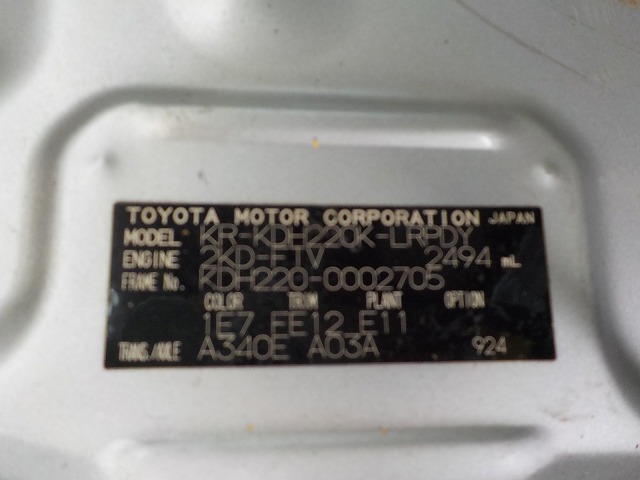 TOYOTA MOTOR CORPORATION JAPAN
MODEL KR-KDH220K-LRPDY
ENGINE 2KD-FTV 2494 mL
FRAME No. KDH220-0002705
COLOR TRIM PLANT OPTION
1E7 FE12 E11
TRANS/AXLE A340E A03A 924